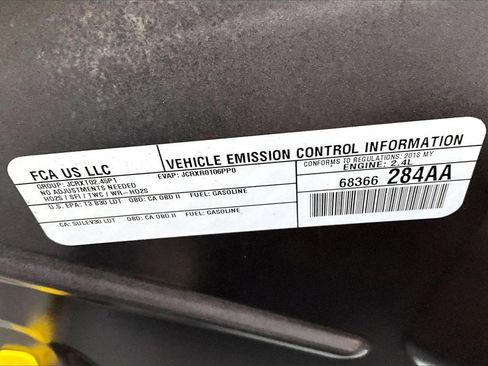 FCA US LLC
VEHICLE EMISSION CONTROL INFORMATION
GROUP: JCRXT02.45P1
EVAP: JCRXR0106PP0
CONFORMS TO REGULATIONS: 2018 MY
NO ADJUSTMENTS NEEDED
ENGINE: 2.4L
HO2S / SFI / TWC / WR-HO2S
68366 284AA
U.S. EPA: T3 B30 LDT OBD: CA OBD II FUEL: GASOLINE
CA: SULEV30 LDT OBD: CA OBD II FUEL: GASOLINE